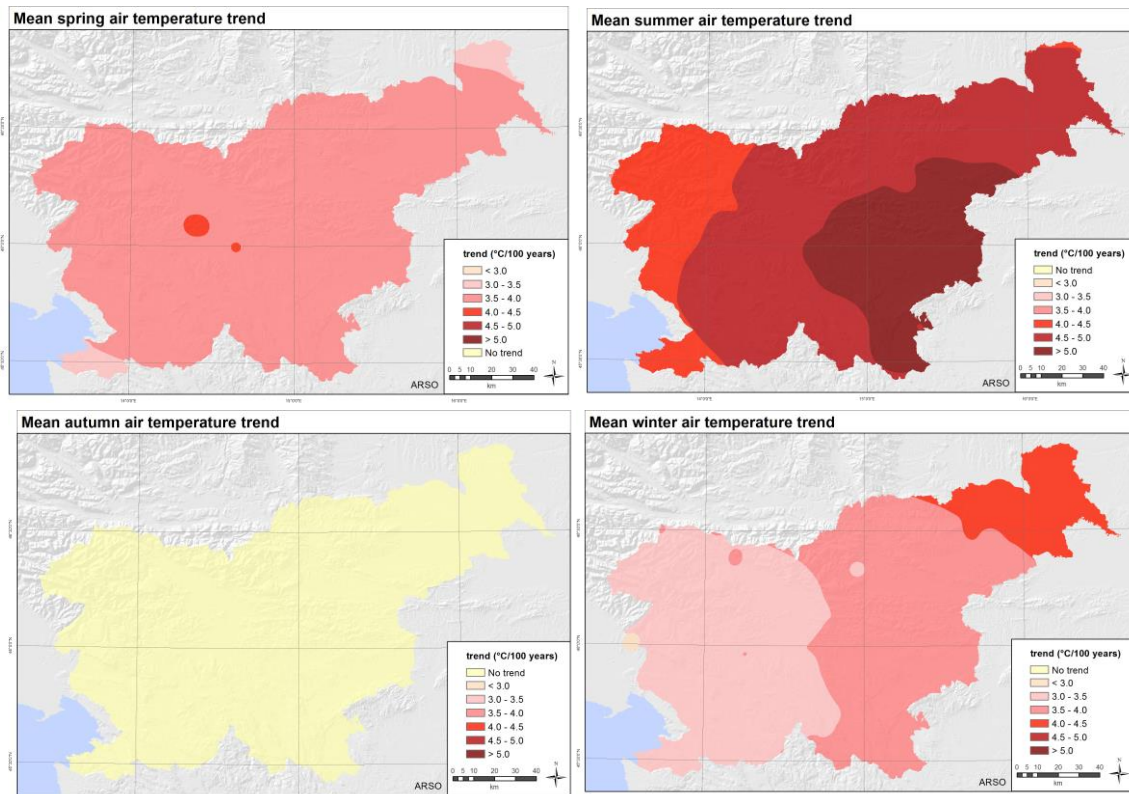 Mean spring air temperature trend
trend (°C/100 years)
< 3.0
3.0 - 3.5
3.5 - 4.0
4.0 - 4.5
4.5 - 5.0
> 5.0
No trend
0 5 10 20 30 40
km
N
ARSO
Mean summer air temperature trend
trend (°C/100 years)
No trend
< 3.0
3.0 - 3.5
3.5 - 4.0
4.0 - 4.5
4.5 - 5.0
> 5.0
0 5 10 20 30 40
km
N
ARSO
Mean autumn air temperature trend
trend (°C/100 years)
No trend
< 3.0
3.0 - 3.5
3.5 - 4.0
4.0 - 4.5
4.5 - 5.0
> 5.0
0 5 10 20 30 40
km
N
ARSO
Mean winter air temperature trend
trend (°C/100 years)
No trend
< 3.0
3.0 - 3.5
3.5 - 4.0
4.0 - 4.5
4.5 - 5.0
> 5.0
0 5 10 20 30 40
km
N
ARSO